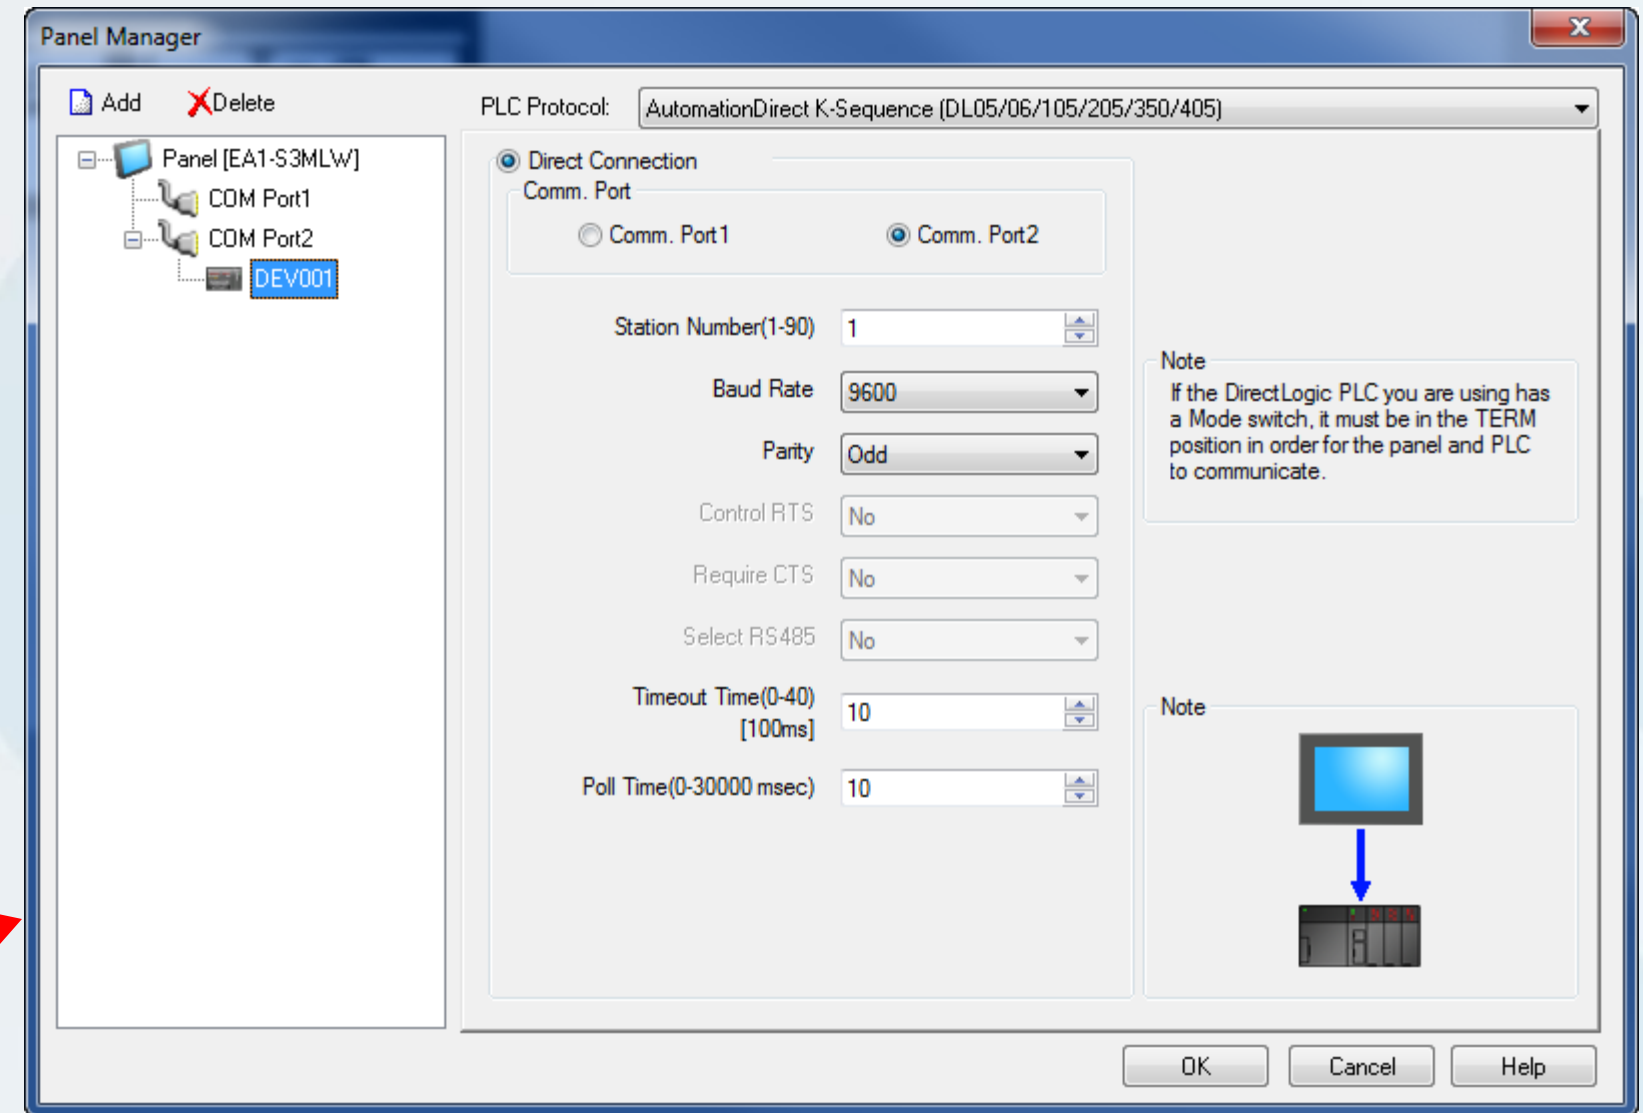 Panel Manager
Add Delete
PLC Protocol: AutomationDirect K-Sequence (DL05/06/105/205/350/405)
Panel [EA1-S3MLW]
COM Port1
COM Port2
DEV001
Direct Connection
Comm. Port
Comm. Port1 Comm. Port2
Station Number(1-90) 1
Baud Rate 9600
Parity Odd
Control RTS No
Require CTS No
Select RS485 No
Timeout Time(0-40) 10
[100ms]
Poll Time(0-30000 msec) 10
Note
If the DirectLogic PLC you are using has
a Mode switch, it must be in the TERM
position in order for the panel and PLC
to communicate.
Note
OK Cancel Help